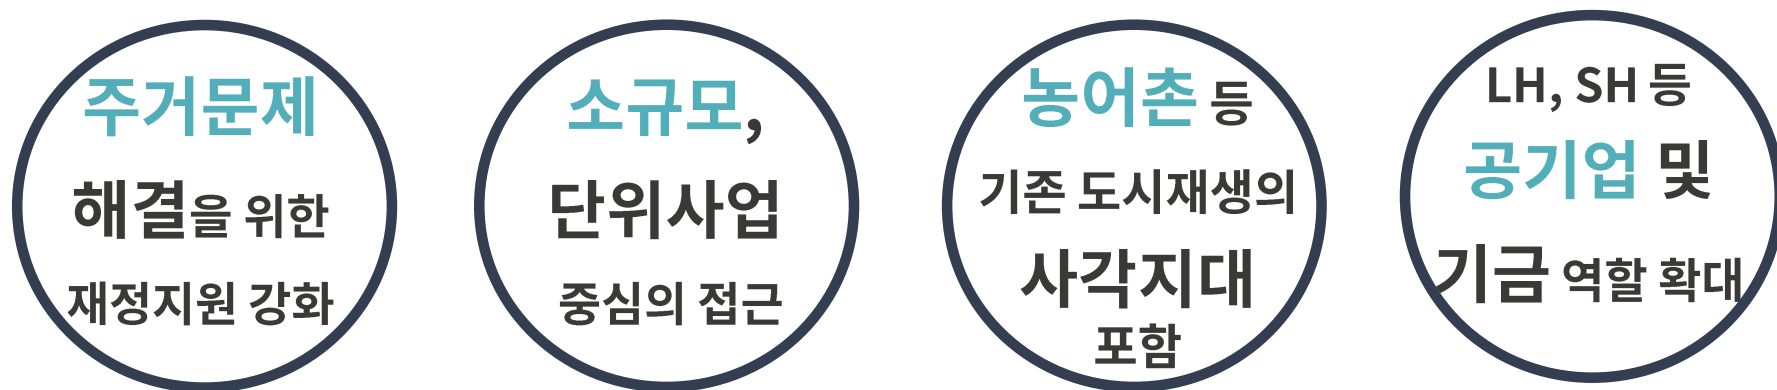 주거문제
해결을 위한
재정지원 강화
소규모,
단위사업
중심의 접근
농어촌 등
기존 도시재생의
사각지대
포함
LH, SH 등
공기업 및
기금 역할 확대